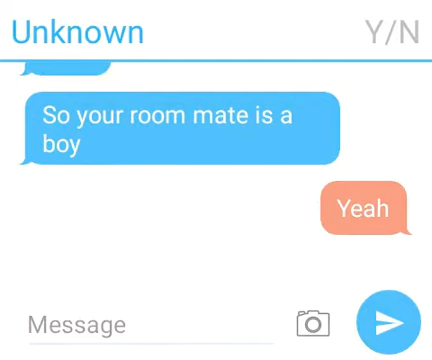 Unknown
Y/N
So your room mate is a
boy
Yeah
Message